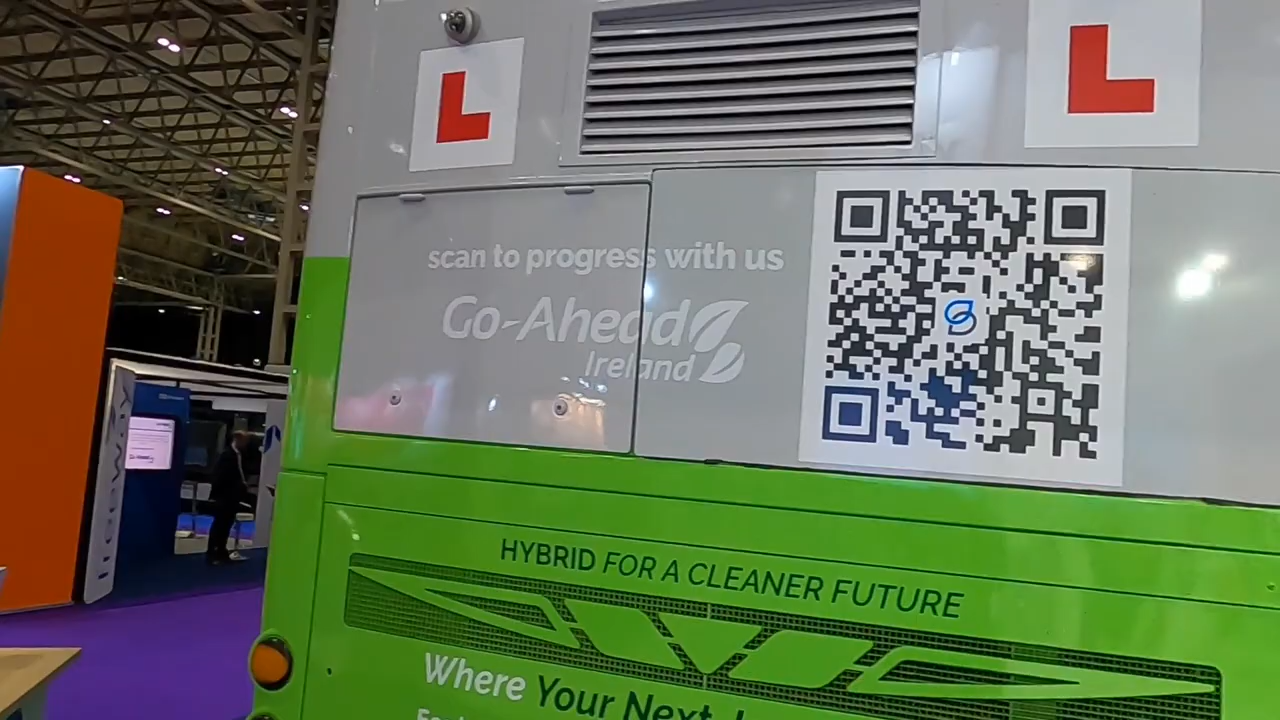 L
L
scan to progress with us
Go-Ahead
Ireland
HYBRID FOR A CLEANER FUTURE
Where Your Next